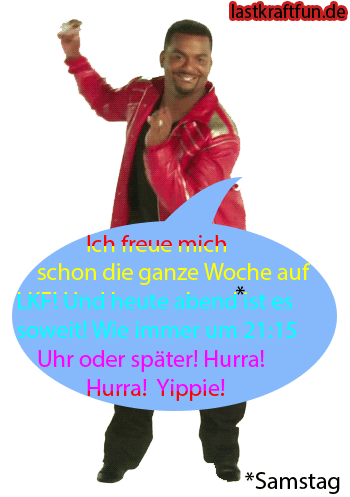 lastkraftfun.de
Ich freue mich
schon die ganze Woche auf
LKF! Und heute abend ist es
soweit! Wie immer um 21:15
Uhr oder später! Hurra!
Hurra! Yippie!
*
*Samstag